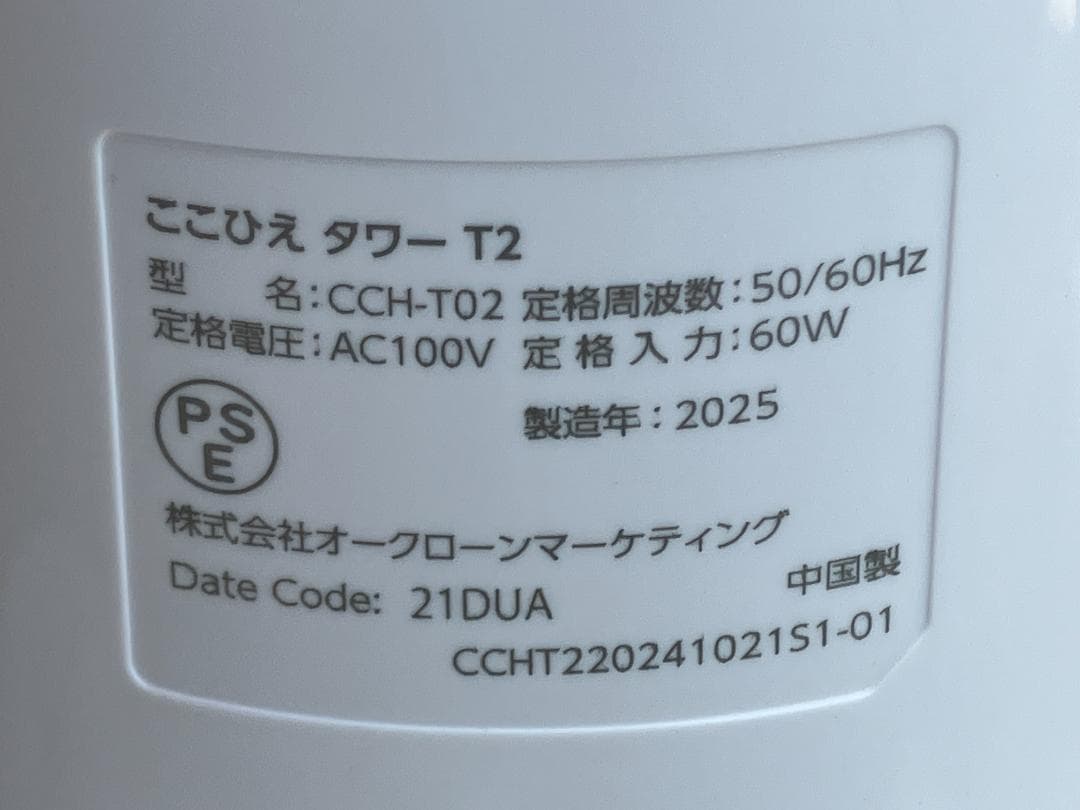 ここひえ タワー T2
型　　名：CCH-T02 定格周波数：50/60Hz
定格電圧：AC100V 定 格 入 力：60W
PSE
製造年：2025
株式会社オークローンマーケティング
中国製
Date Code: 21DUA
CCHT220241021S1-01